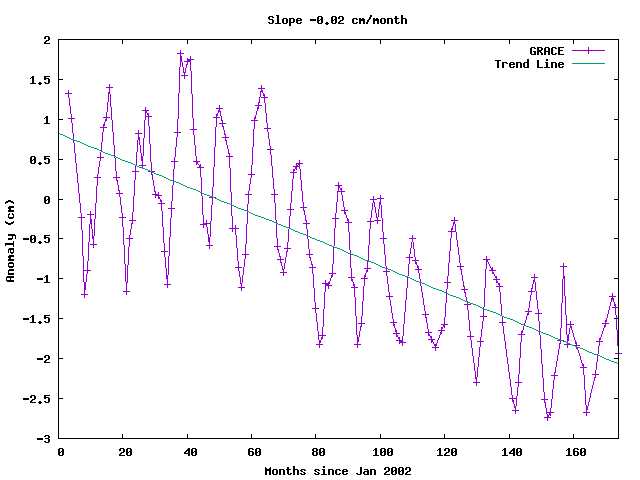 Slope -0.02 cm/month
GRACE
Trend Line
2
1.5
1
0.5
0
-0.5
-1
-1.5
-2
-2.5
-3
Anomaly (cm)
0 20 40 60 80 100 120 140 160
Months since Jan 2002